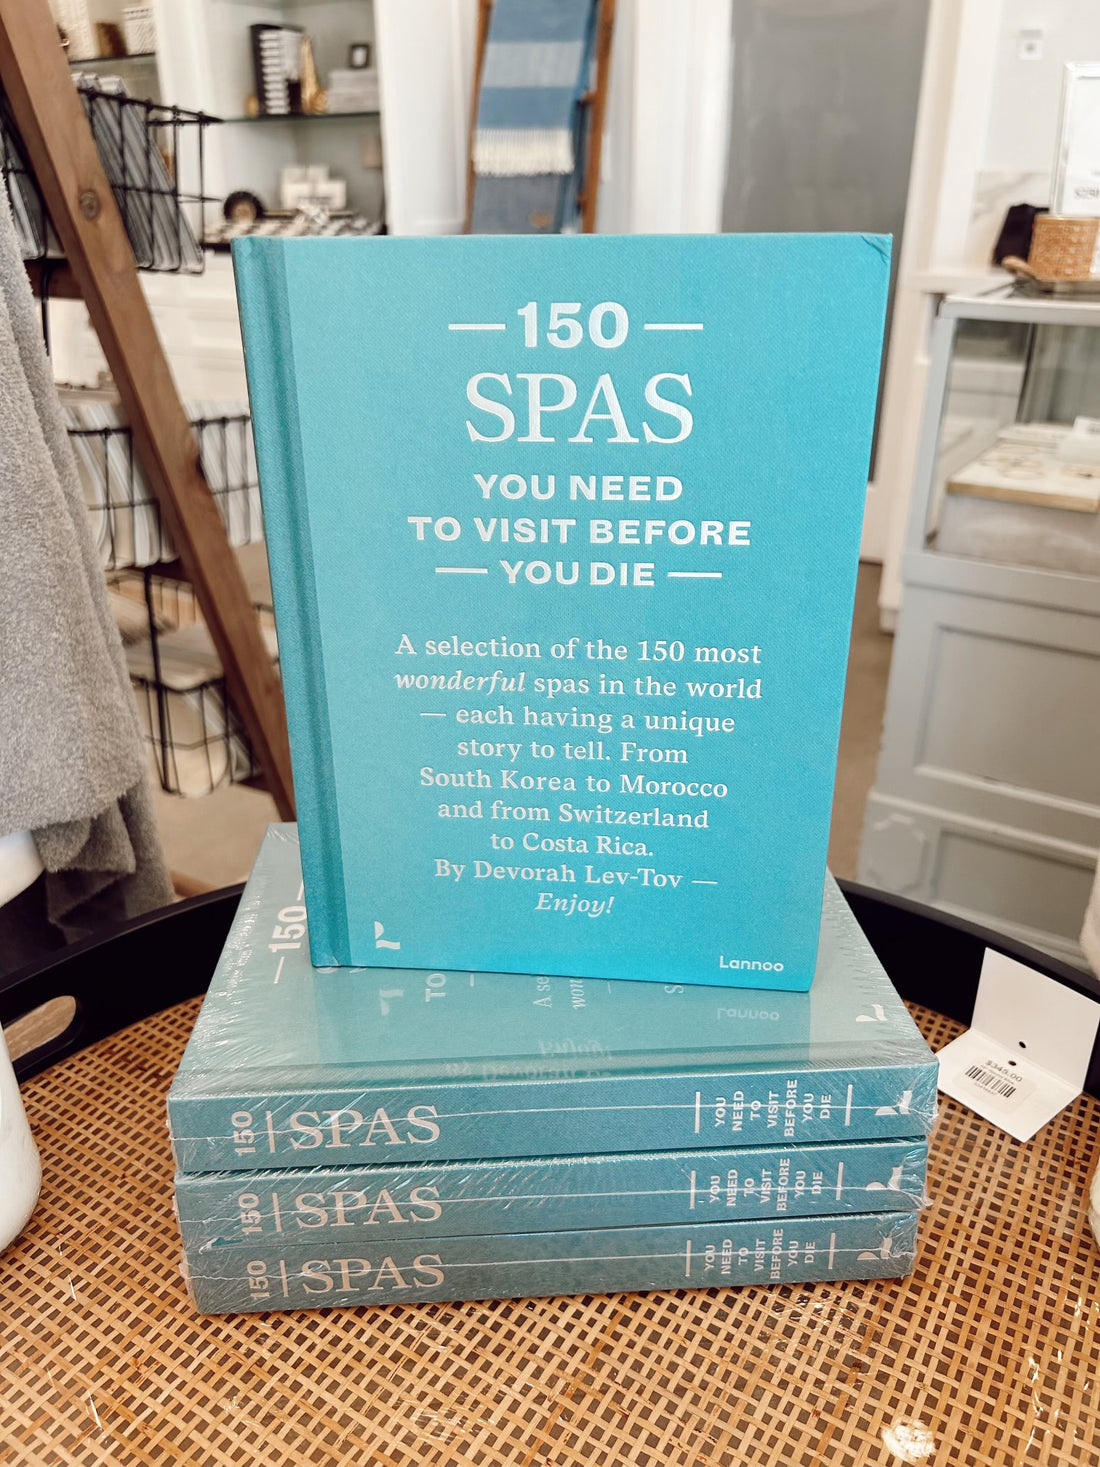 — 150 —
SPAS
YOU NEED
TO VISIT BEFORE
— YOU DIE —
A selection of the 150 most
wonderful spas in the world
— each having a unique
story to tell. From
South Korea to Morocco
and from Switzerland
to Costa Rica.
By Devorah Lev-Tov —
Enjoy!
Lannoo
— 150
150 | SPAS
YOU
NEED
TO
VISIT
BEFORE
YOU
DIE
150 | SPAS
YOU
NEED
TO
VISIT
BEFORE
YOU
DIE
150 | SPAS
YOU
NEED
TO
VISIT
BEFORE
YOU
DIE
$345.00